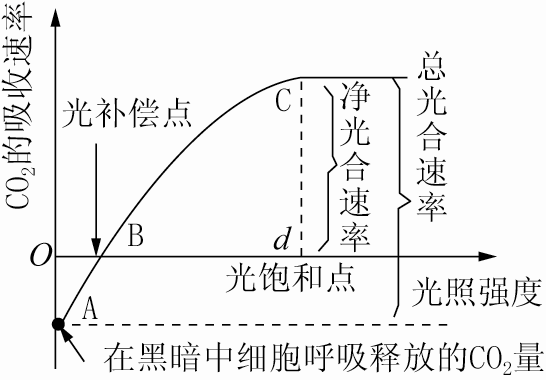 CO₂的吸收速率
光补偿点
B
C
净光合速率
总光合速率
O
d
光饱和点
光照强度
A
在黑暗中细胞呼吸释放的CO₂量